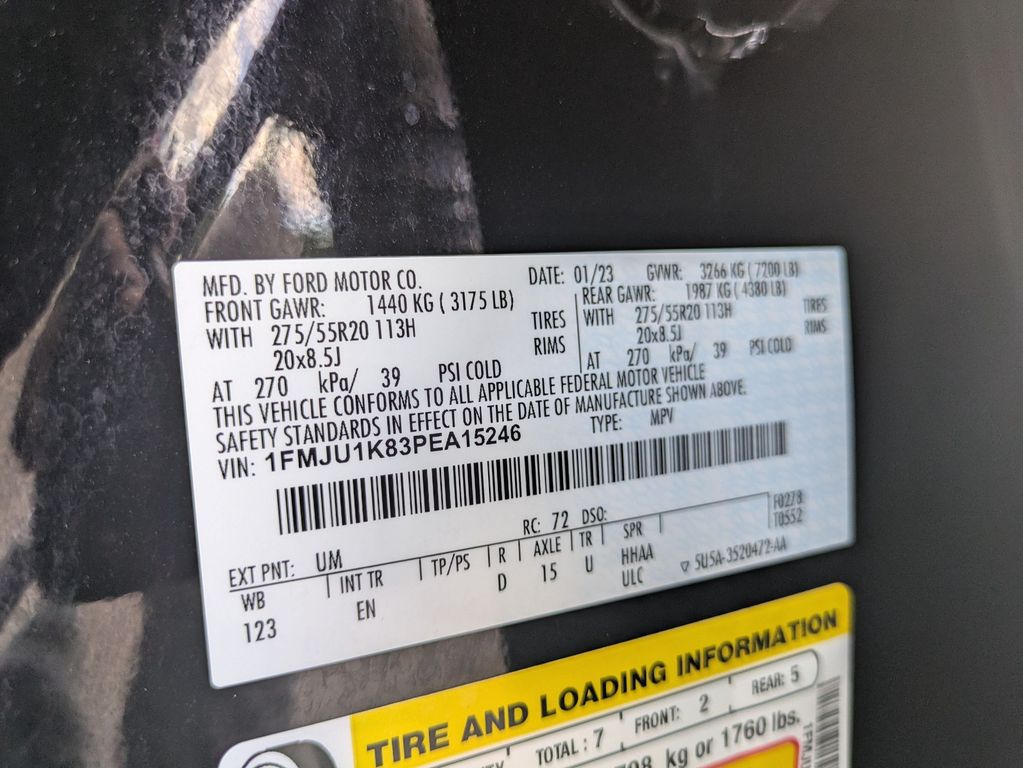 MFD. BY FORD MOTOR CO. DATE: 01/23 GVWR: 3266 KG (7200 LB)
FRONT GAWR: 1440 KG (3175 LB) REAR GAWR: 1987 KG (4380 LB)
WITH 275/55R20 113H TIRES WITH 275/55R20 113H TIRES
20x8.5J RIMS 20x8.5J RIMS
AT 270 kPa/ 39 PSI COLD AT 270 kPa/ 39 PSI COLD
THIS VEHICLE CONFORMS TO ALL APPLICABLE FEDERAL MOTOR VEHICLE
SAFETY STANDARDS IN EFFECT ON THE DATE OF MANUFACTURE SHOWN ABOVE.
VIN: 1FMJU1K83PEA15246 TYPE: MPV
F0278
T0552
EXT PNT: UM RC: 72 DSO:
WB INT TR TP/PS R AXLE TR SPR
123 EN D 15 U HHAA
ULC ▽ 5U5A-3520472-AA
TIRE AND LOADING INFORMATION
TOTAL : 7 FRONT: 2 REAR: 5
kg or 1760 lbs.